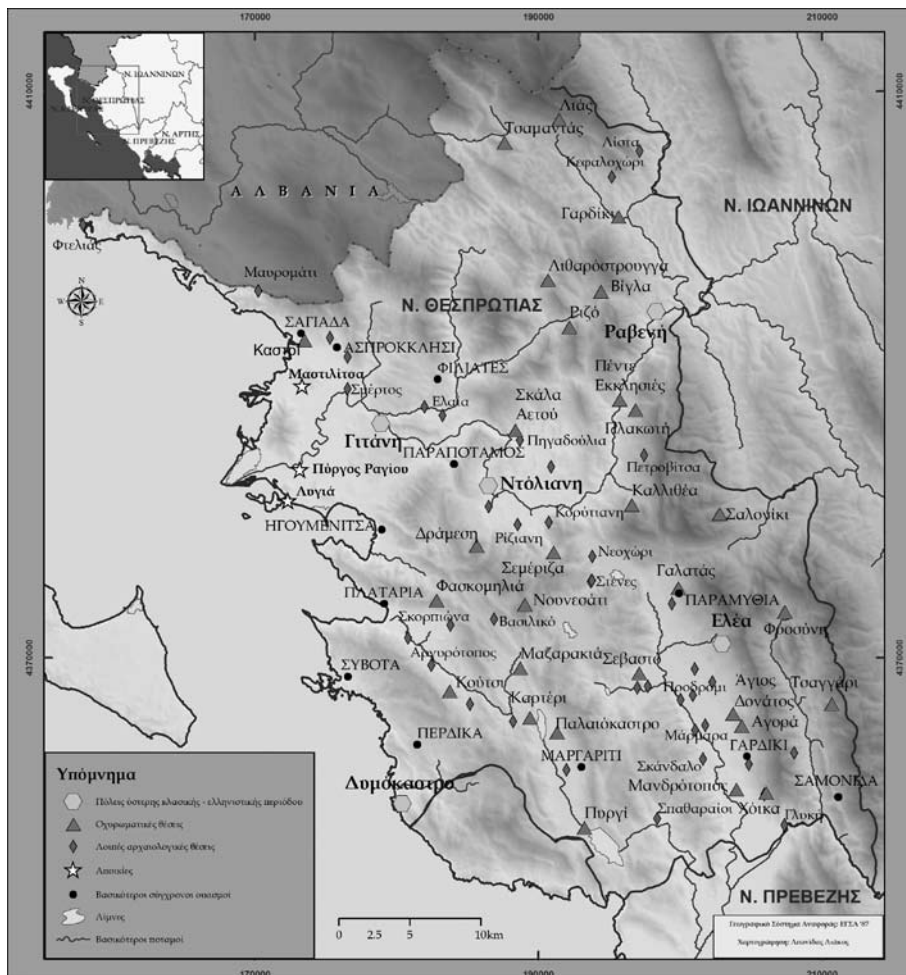 170000
190000
210000
4410000
4410000
Ν. ΙΩΑΝΝΙΝΩΝ
Ν. ΘΕΣΠΡΩΤΙΑΣ
Ν. ΑΡΤΗΣ
Ν. ΠΡΕΒΕΖΗΣ
ΑΛΒΑΝΙΑ
Λιάς
Τσαμαντάς
Λίστα
Κεφαλοχωρι
Γαρδίκι
Ν. ΙΩΑΝΝΙΝΩΝ
Φτελιάς
Μαυρομάτι
Λιθαρόστρουγγα
Βίγλα
Ν. ΘΕΣΠΡΩΤΙΑΣ
Ριζό
Ραβενή
N
W
E
S
ΣΑΓΙΑΔΑ
Καστρί
ΑΣΠΡΟΚΚΛΗΣΙ
Μαστιλίτσα
ΦΙΛΙΑΤΕΣ
Σμέρτος
Ελαία
Πέντε
Εκκλησιές
Σκάλα
Αετού
Πλακωτή
Γιτάνη
Πηγαδούλια
ΠΑΡΑΠΟΤΑΜΟΣ
Πύργος Ραγίου
Πετροβίτσα
Ντόλιανη
Λυγιά
Καλλιθέα
Σαλονίκι
ΗΓΟΥΜΕΝΙΤΣΑ
Κορύτιανη
Δράμεση
Ρίζιανη
Σεμέριζα
Νεοχώρι
Στένες
Γαλατάς
ΠΛΑΤΑΡΙΑ
Φασκομηλιά
Νουνεσάτι
ΠΑΡΑΜΥΘΙΑ
Σκορπιώνα
Βασιλικό
Ελέα
Φροσύνη
4370000
4370000
Αργυρότοπος
Μαζαρακιά
Σεβαστό
ΣΥΒΟΤΑ
Κούτσι
Προδρόμι
Άγιος
Δονάτος
Τσαγγάρι
Καρτέρι
Παλαιόκαστρο
Αγορά
Μάρμαρα
ΠΕΡΔΙΚΑ
ΜΑΡΓΑΡΙΤΙ
ΓΑΡΔΙΚΙ
Σκάνδαλο
Δυμόκαστρο
Μανδρότοπος
ΣΑΜΟΝΙΔΑ
Χόικα
Σπαθαραίοι
Γλυκή
Πυργί
Ν. ΠΡΕΒΕΖΗΣ
Υπόμνημα
Πόλεις ύστερης κλασικής - ελληνιστικής περιόδου
Οχυρωματικές θέσεις
Λοιπές αρχαιολογικές θέσεις
Αποικίες
Βασικότεροι σύγχρονοι οικισμοί
Λίμνες
Βασικότεροι ποταμοί
0
2.5
5
10km
Γεωγραφικό Σύστημα Αναφοράς: ΕΓΣΑ '87
Χαρτογράφηση: Λεωνίδας Λιάκος
170000
190000
210000